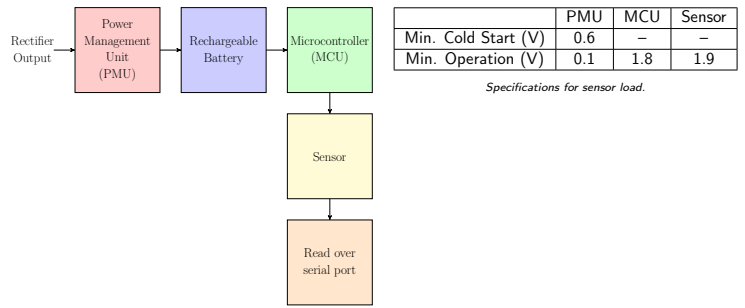 Rectifier
Output
Power
Management
Unit
(PMU)
Rechargeable
Battery
Microcontroller
(MCU)
Sensor
Read over
serial port
PMU MCU Sensor
Min. Cold Start (V) 0.6 – –
Min. Operation (V) 0.1 1.8 1.9
Specifications for sensor load.